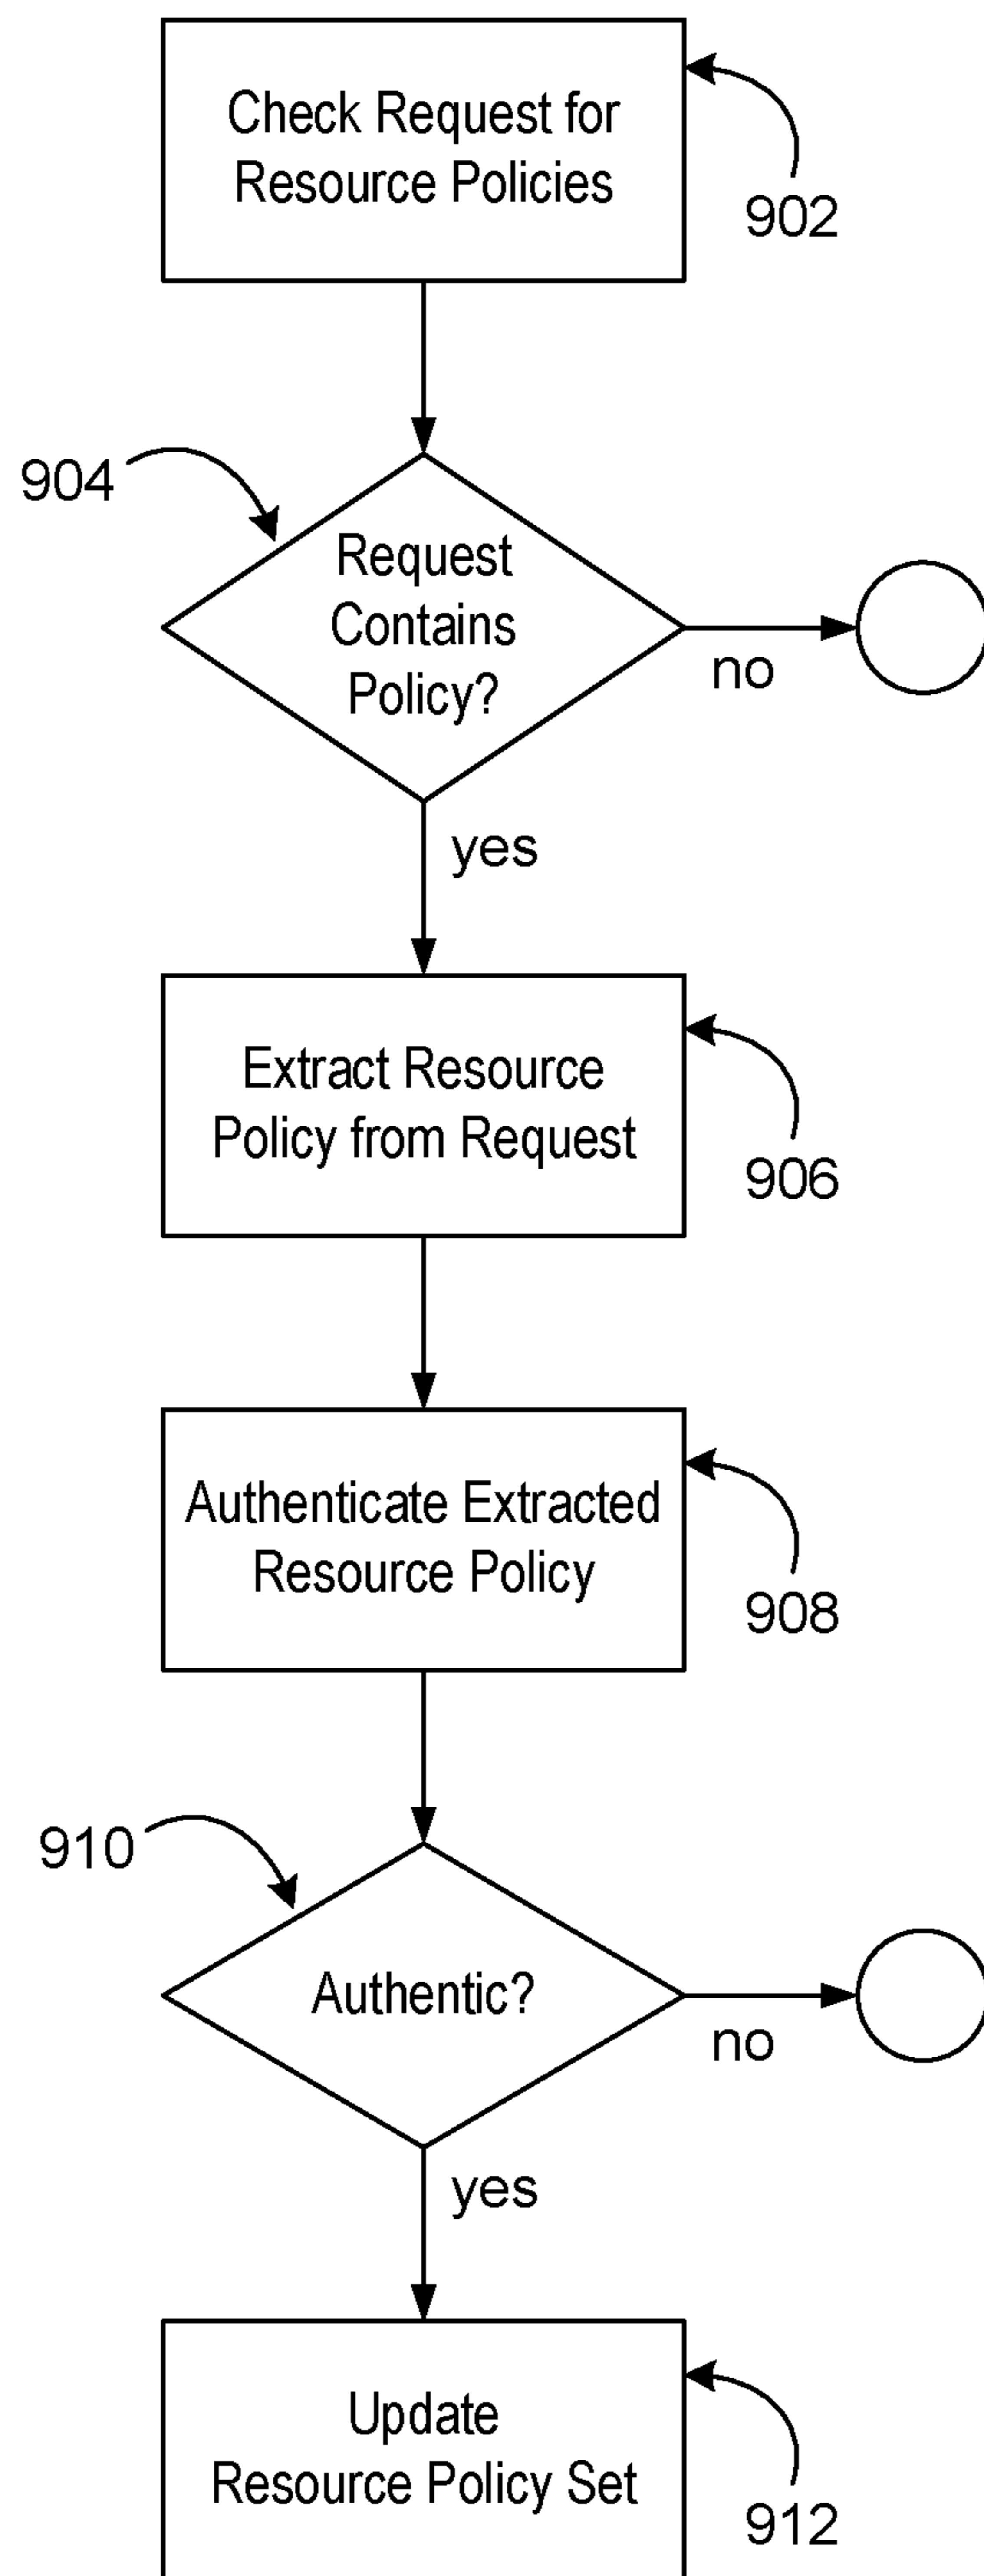 Check Request for
Resource Policies
902
904
Request
Contains
Policy?
no
yes
Extract Resource
Policy from Request
906
Authenticate Extracted
Resource Policy
908
910
Authentic?
no
yes
Update
Resource Policy Set
912